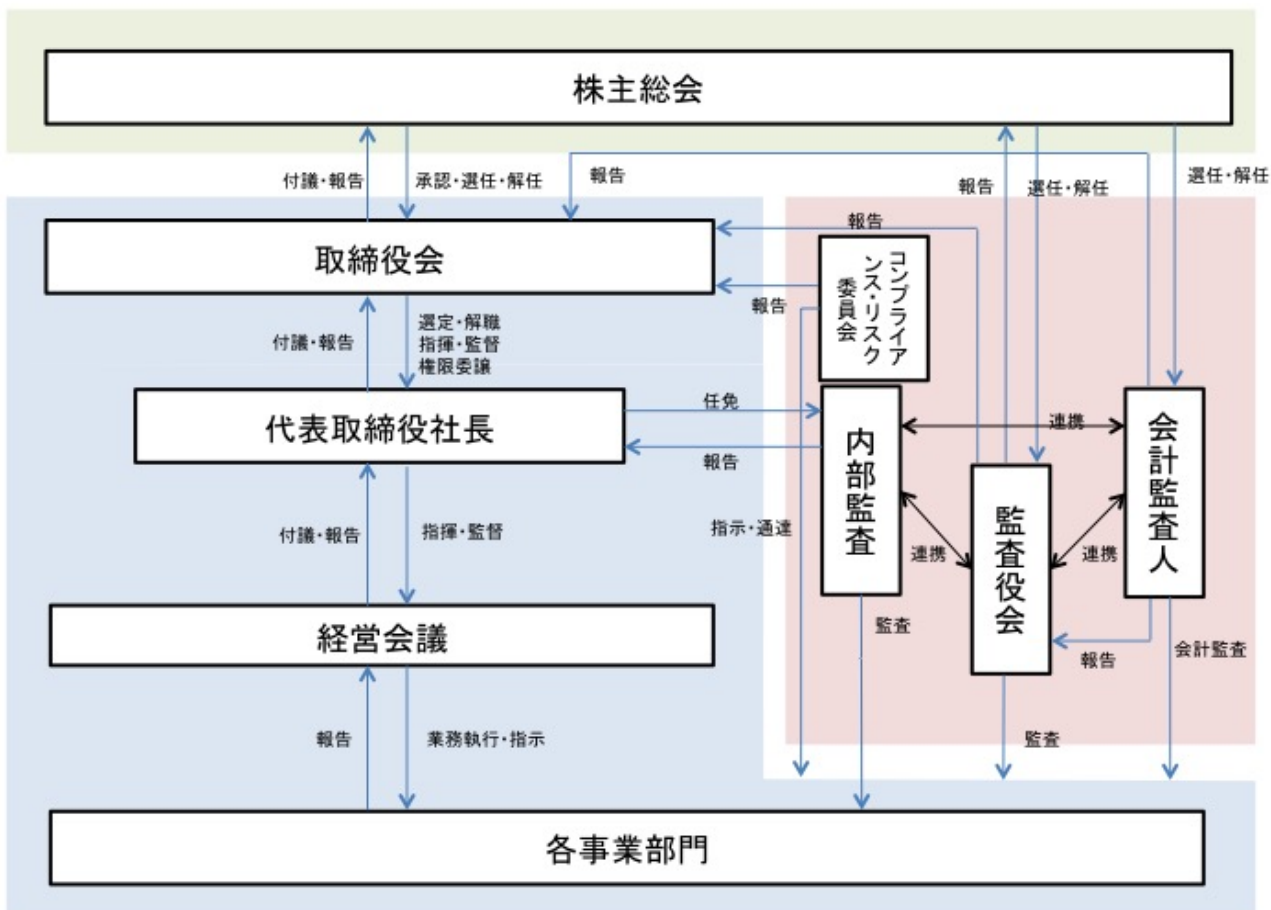 株主総会
付議・報告
承認・選任・解任
報告
報告
選任・解任
選任・解任
取締役会
報告
コンプライア
ンス・リスク
委員会
報告
付議・報告
選定・解職
指揮・監督
権限委譲
代表取締役社長
任免
報告
内部監査
連携
会計監査人
監査役会
連携
連携
付議・報告
指揮・監督
指示・通達
経営会議
監査
報告
会計監査
報告
業務執行・指示
監査
各事業部門